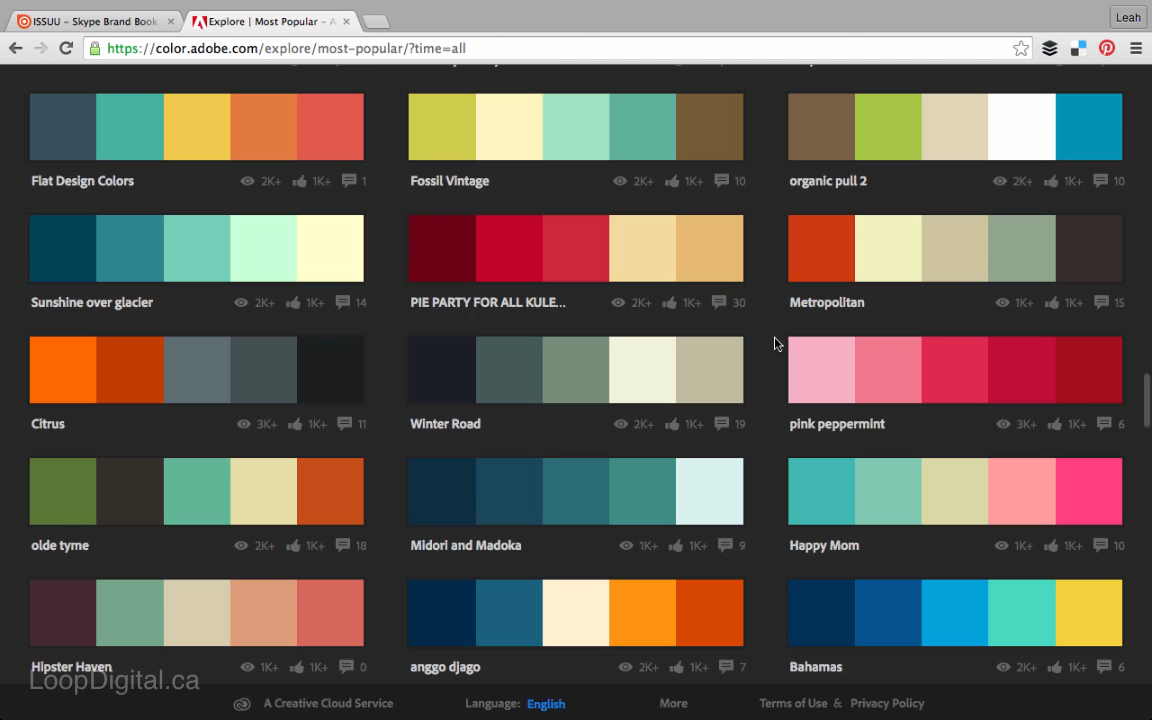 ISSUU - Skype Brand Book
Explore | Most Popular - A
Leah
https://color.adobe.com/explore/most-popular/?time=all
Flat Design Colors 2K+ 1K+ 1
Fossil Vintage 2K+ 1K+ 10
organic pull 2 2K+ 1K+ 10
Sunshine over glacier 2K+ 1K+ 14
PIE PARTY FOR ALL KULE... 2K+ 1K+ 30
Metropolitan 1K+ 1K+ 15
Citrus 3K+ 1K+ 11
Winter Road 2K+ 1K+ 19
pink peppermint 3K+ 1K+ 6
olde tyme 2K+ 1K+ 18
Midori and Madoka 1K+ 1K+ 9
Happy Mom 1K+ 1K+ 10
Hipster Haven 1K+ 1K+ 0
anggo djago 2K+ 1K+ 7
Bahamas 2K+ 1K+ 6
LoopDigital.ca
A Creative Cloud Service Language: English More Terms of Use & Privacy Policy